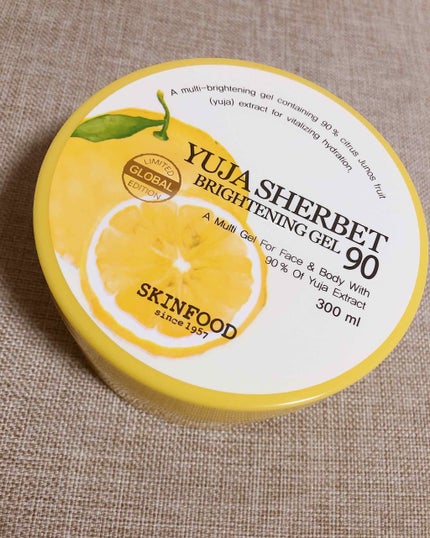 A multi-brightening gel containing 90% citrus Junos fruit
(yuja) extract for vitalizing hydration.
LIMITED
GLOBAL
EDITION
YUJA SHERBET
BRIGHTENING GEL 90
A Multi Gel For Face & Body With
90% Of Yuja Extract
300 ml
SKINFOOD
since 1957